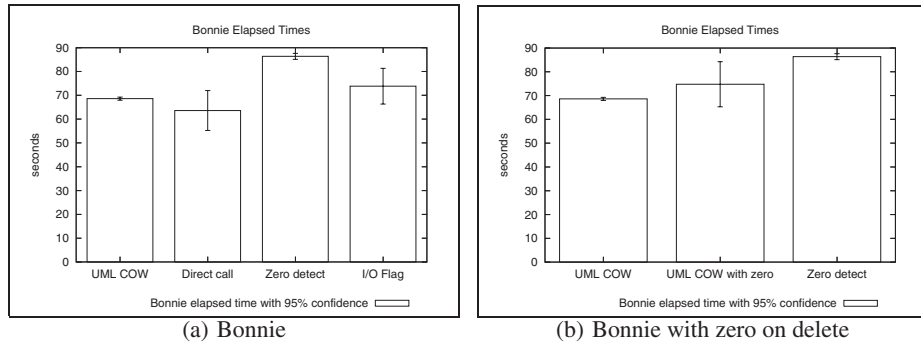 Bonnie Elapsed Times
90
80
70
60
50
40
30
20
10
0
seconds
UML COW Direct call Zero detect I/O Flag
Bonnie elapsed time with 95% confidence
(a) Bonnie
Bonnie Elapsed Times
90
80
70
60
50
40
30
20
10
0
seconds
UML COW UML COW with zero Zero detect
Bonnie elapsed time with 95% confidence
(b) Bonnie with zero on delete